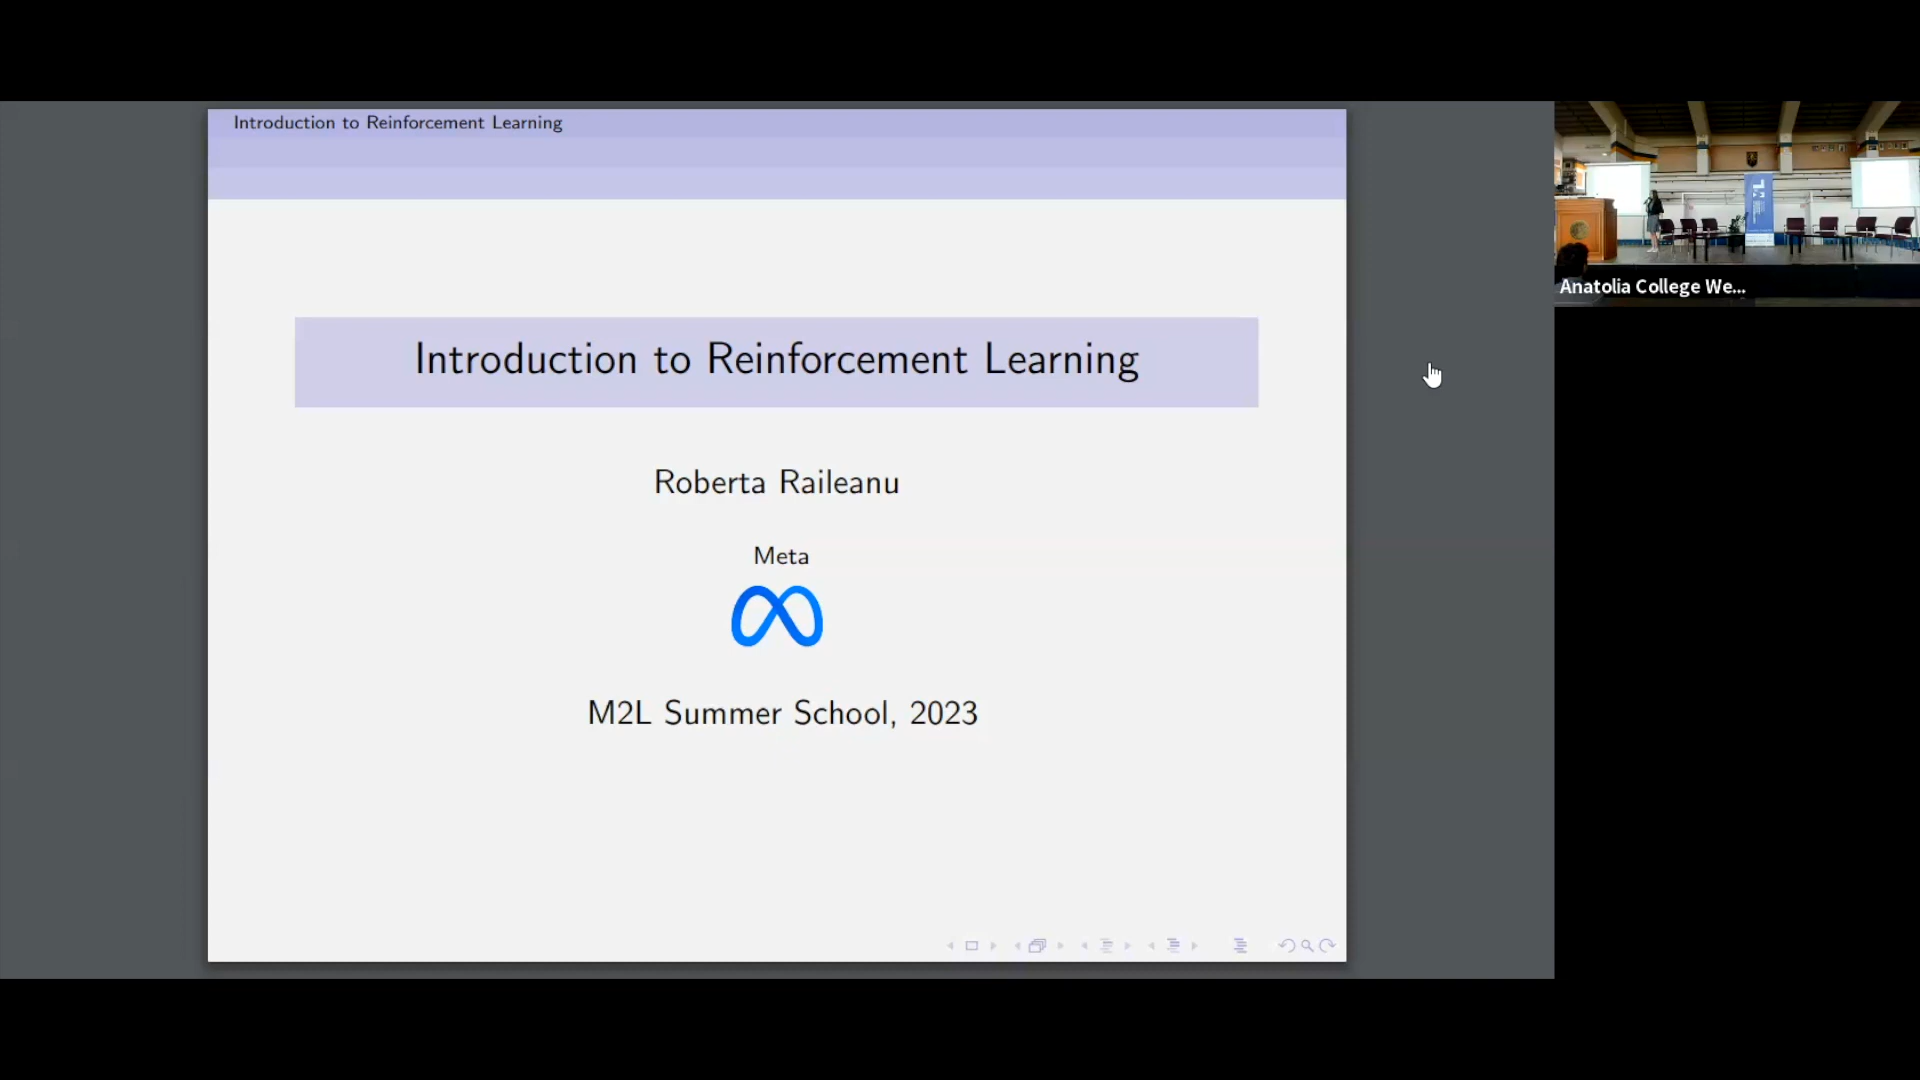 Introduction to Reinforcement Learning
Introduction to Reinforcement Learning
Roberta Raileanu
Meta
M2L Summer School, 2023
Anatolia College We...